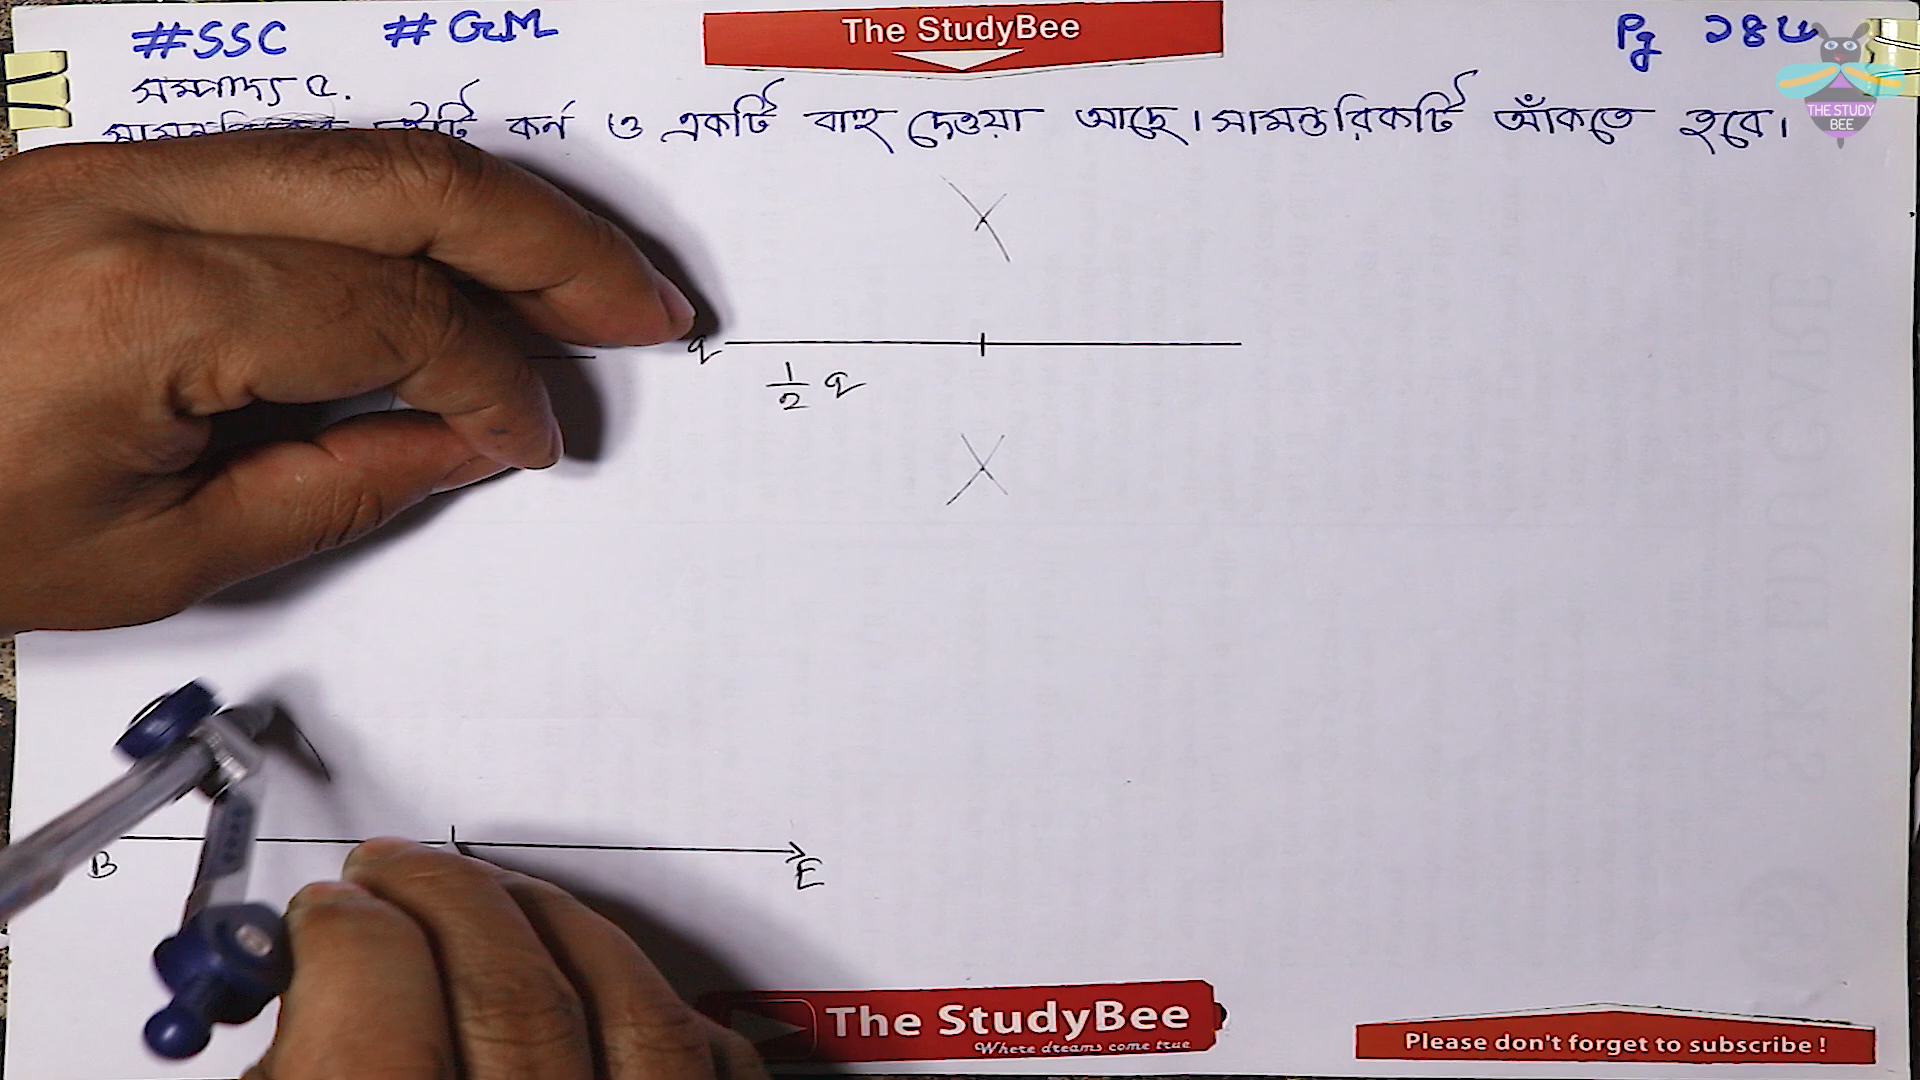 #SSC # GM The StudyBee Pg ১৪৬
সম্পাদ্য ৫.
কর্ন ও একটি বাহু দেওয়া আছে। সামন্তরিকটি আঁকতে হবে।
THE STUDY
BEE
q
1/2 q
B
E
The StudyBee
Where dreams come true
Please don't forget to subscribe !